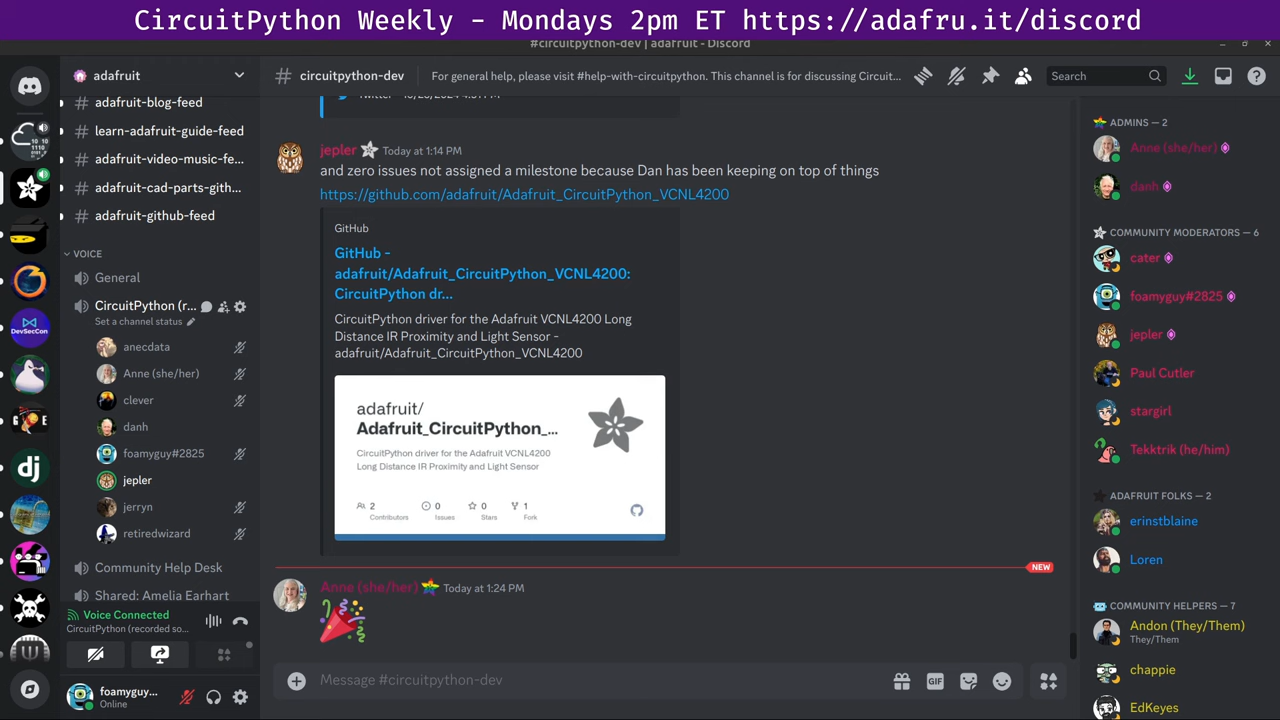 CircuitPython Weekly - Mondays 2pm ET https://adafru.it/discord
#circuitpython-dev | adafruit - Discord
adafruit
# circuitpython-dev
For general help, please visit #help-with-circuitpython. This channel is for discussing Circuit...
Search
# adafruit-blog-feed
# learn-adafruit-guide-feed
# adafruit-video-music-fe...
# adafruit-cad-parts-gith...
# adafruit-github-feed
VOICE
General
CircuitPython (r...
Set a channel status
anecdata
Anne (she/her)
clever
danh
foamyguy#2825
jepler
jerryn
retiredwizard
Community Help Desk
Shared: Amelia Earhart
Voice Connected
CircuitPython (recorded so...
foamyguy...
Online
jepler Today at 1:14 PM
and zero issues not assigned a milestone because Dan has been keeping on top of things
https://github.com/adafruit/Adafruit_CircuitPython_VCNL4200
GitHub
GitHub -
adafruit/Adafruit_CircuitPython_VCNL4200:
CircuitPython dr...
CircuitPython driver for the Adafruit VCNL4200 Long
Distance IR Proximity and Light Sensor -
adafruit/Adafruit_CircuitPython_VCNL4200
adafruit/
Adafruit_CircuitPython_...
CircuitPython driver for the Adafruit VCNL4200
Long Distance IR Proximity and Light Sensor
2 Contributors
0 Issues
0 Stars
1 Fork
NEW
Anne (she/her) Today at 1:24 PM
Message #circuitpython-dev
GIF
ADMINS — 2
Anne (she/her)
danh
COMMUNITY MODERATORS — 6
cater
foamyguy#2825
jepler
Paul Cutler
stargirl
Tekktrik (he/him)
ADAFRUIT FOLKS — 2
erinstblaine
Loren
COMMUNITY HELPERS — 7
Andon (They/Them)
They/Them
chappie
EdKeyes